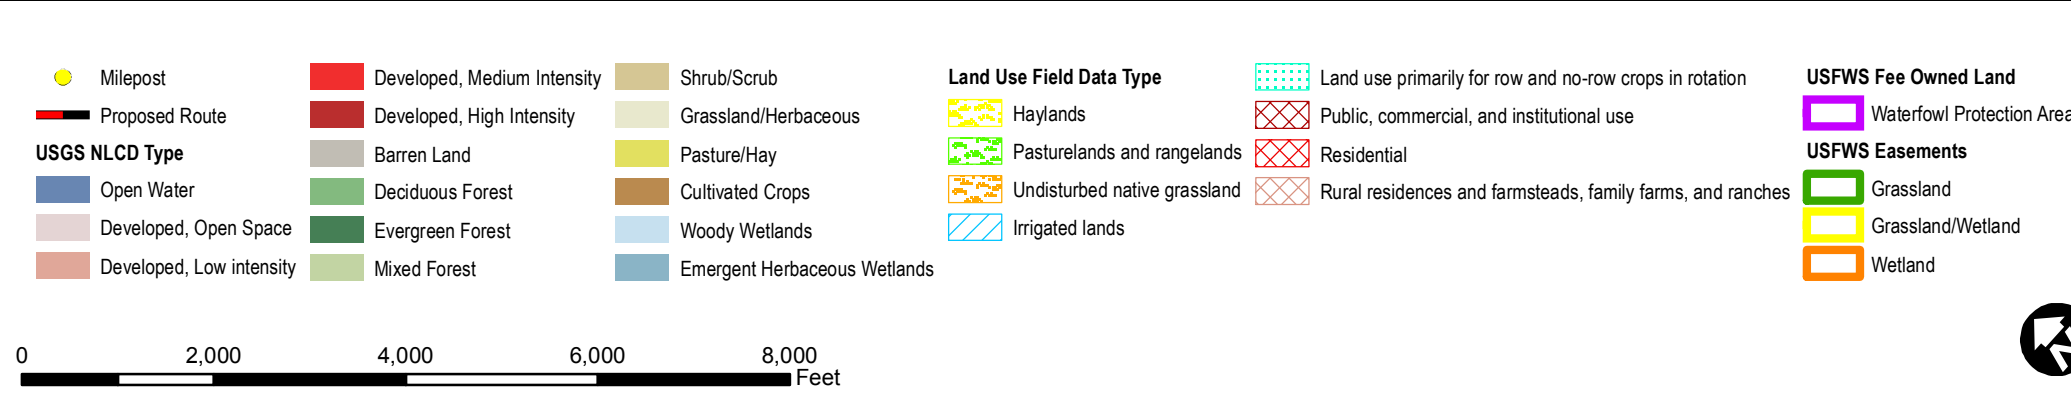 Milepost
Proposed Route
USGS NLCD Type
Open Water
Developed, Open Space
Developed, Low intensity
Developed, Medium Intensity
Developed, High Intensity
Barren Land
Deciduous Forest
Evergreen Forest
Mixed Forest
Shrub/Scrub
Grassland/Herbaceous
Pasture/Hay
Cultivated Crops
Woody Wetlands
Emergent Herbaceous Wetlands
Land Use Field Data Type
Haylands
Pasturelands and rangelands
Undisturbed native grassland
Irrigated lands
Land use primarily for row and no-row crops in rotation
Public, commercial, and institutional use
Residential
Rural residences and farmsteads, family farms, and ranches
USFWS Fee Owned Land
Waterfowl Protection Area
USFWS Easements
Grassland
Grassland/Wetland
Wetland
0 2,000 4,000 6,000 8,000
Feet